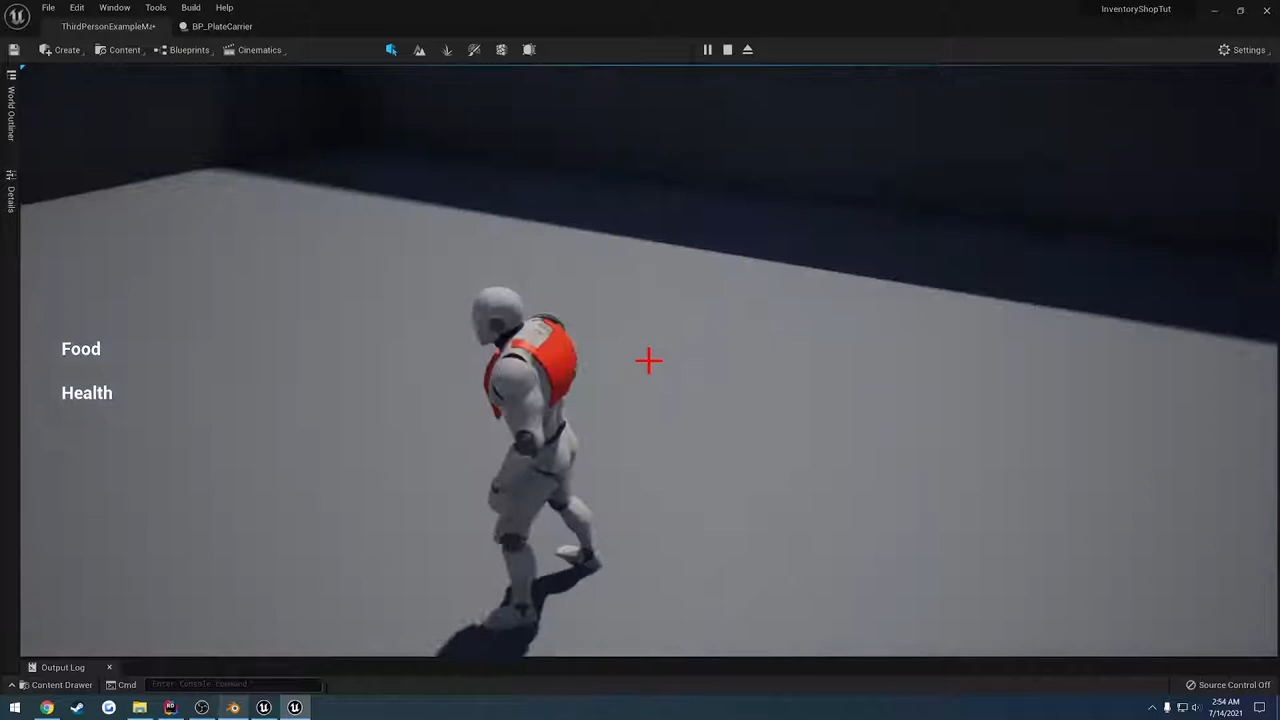 File Edit Window Tools Build Help
InventoryShopTut
ThirdPersonExampleMa•
BP_PlateCarrier
Create
Content
Blueprints
Cinematics
Settings
World Outliner
Details
Food
Health
Output Log
Content Drawer
Cmd
Enter Console Command
Source Control Off
2:54 AM
7/14/2021